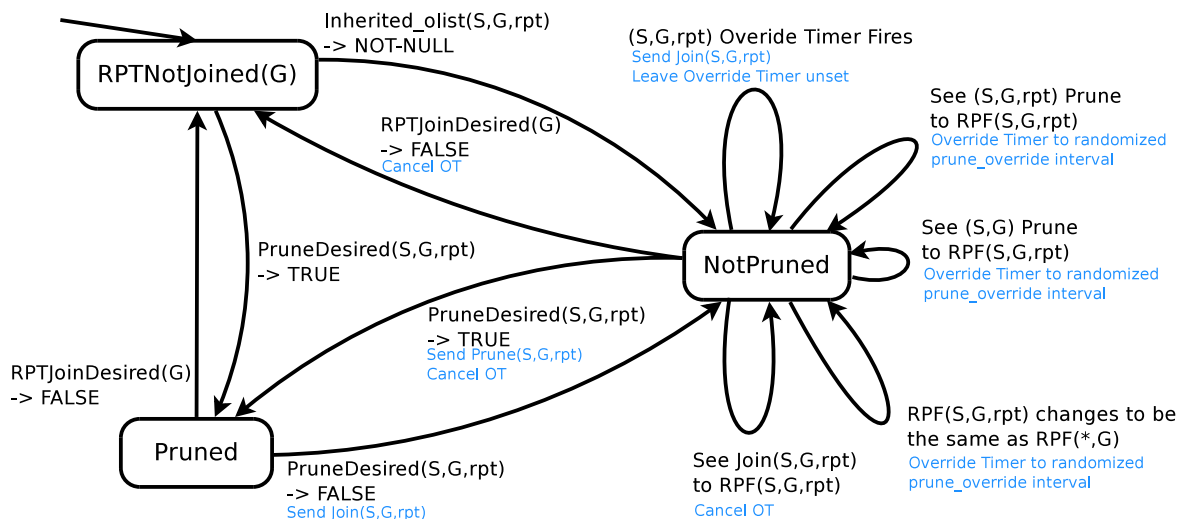 Inherited_olist(S,G,rpt)
-> NOT-NULL
RPTNotJoined(G)
(S,G,rpt) Overide Timer Fires
Send Join(S,G,rpt)
Leave Override Timer unset
See (S,G,rpt) Prune
to RPF(S,G,rpt)
Override Timer to randomized
prune_override interval
RPTJoinDesired(G)
-> FALSE
Cancel OT
See (S,G) Prune
to RPF(S,G,rpt)
Override Timer to randomized
prune_override interval
NotPruned
PruneDesired(S,G,rpt)
-> TRUE
PruneDesired(S,G,rpt)
-> TRUE
Send Prune(S,G,rpt)
Cancel OT
RPTJoinDesired(G)
-> FALSE
Pruned
PruneDesired(S,G,rpt)
-> FALSE
Send Join(S,G,rpt)
See Join(S,G,rpt)
to RPF(S,G,rpt)
Cancel OT
RPF(S,G,rpt) changes to be
the same as RPF(*,G)
Override Timer to randomized
prune_override interval